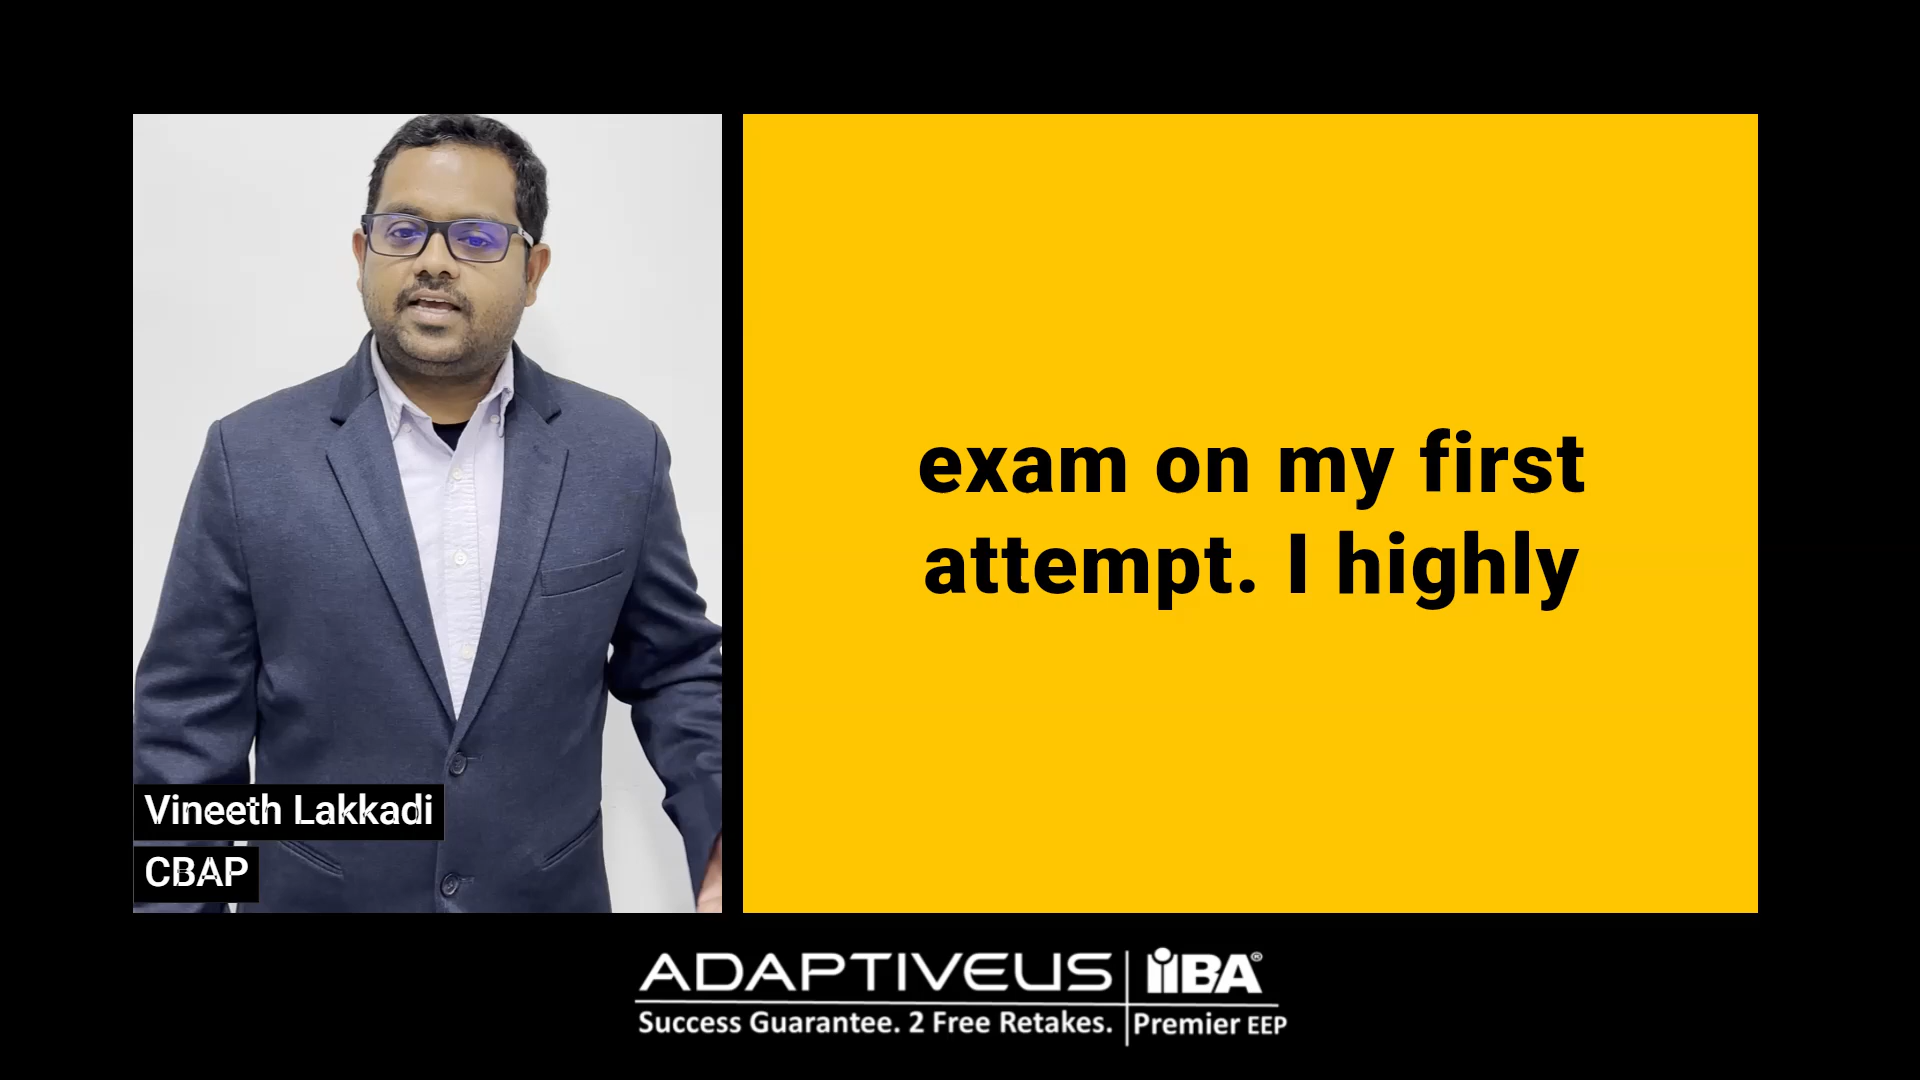 exam on my first
attempt. I highly
Vineeth Lakkadi
CBAP
ADAPTIVEUS
Success Guarantee. 2 Free Retakes.
iiBA®
Premier EEP